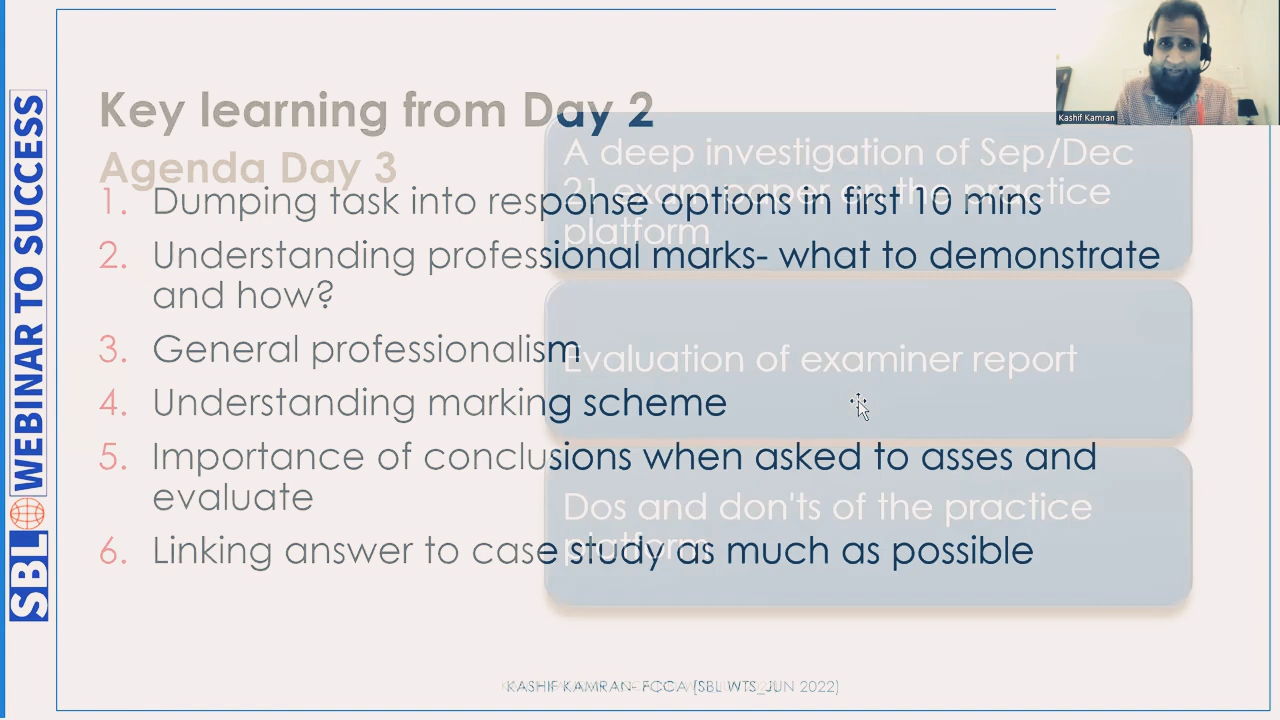 SBL WEBINAR TO SUCCESS
Kashif Kamran
Key learning from Day 2
1. Dumping task into response options in first 10 mins
2. Understanding professional marks- what to demonstrate
and how?
3. General professionalism
4. Understanding marking scheme
5. Importance of conclusions when asked to asses and
evaluate
6. Linking answer to case study as much as possible
Agenda Day 3
A deep investigation of Sep/Dec
21 exam paper on the practice
platform
Evaluation of examiner report
Dos and don'ts of the practice
platform
KASHIF KAMRAN- FCCA (SBL WTS_JUN 2022)